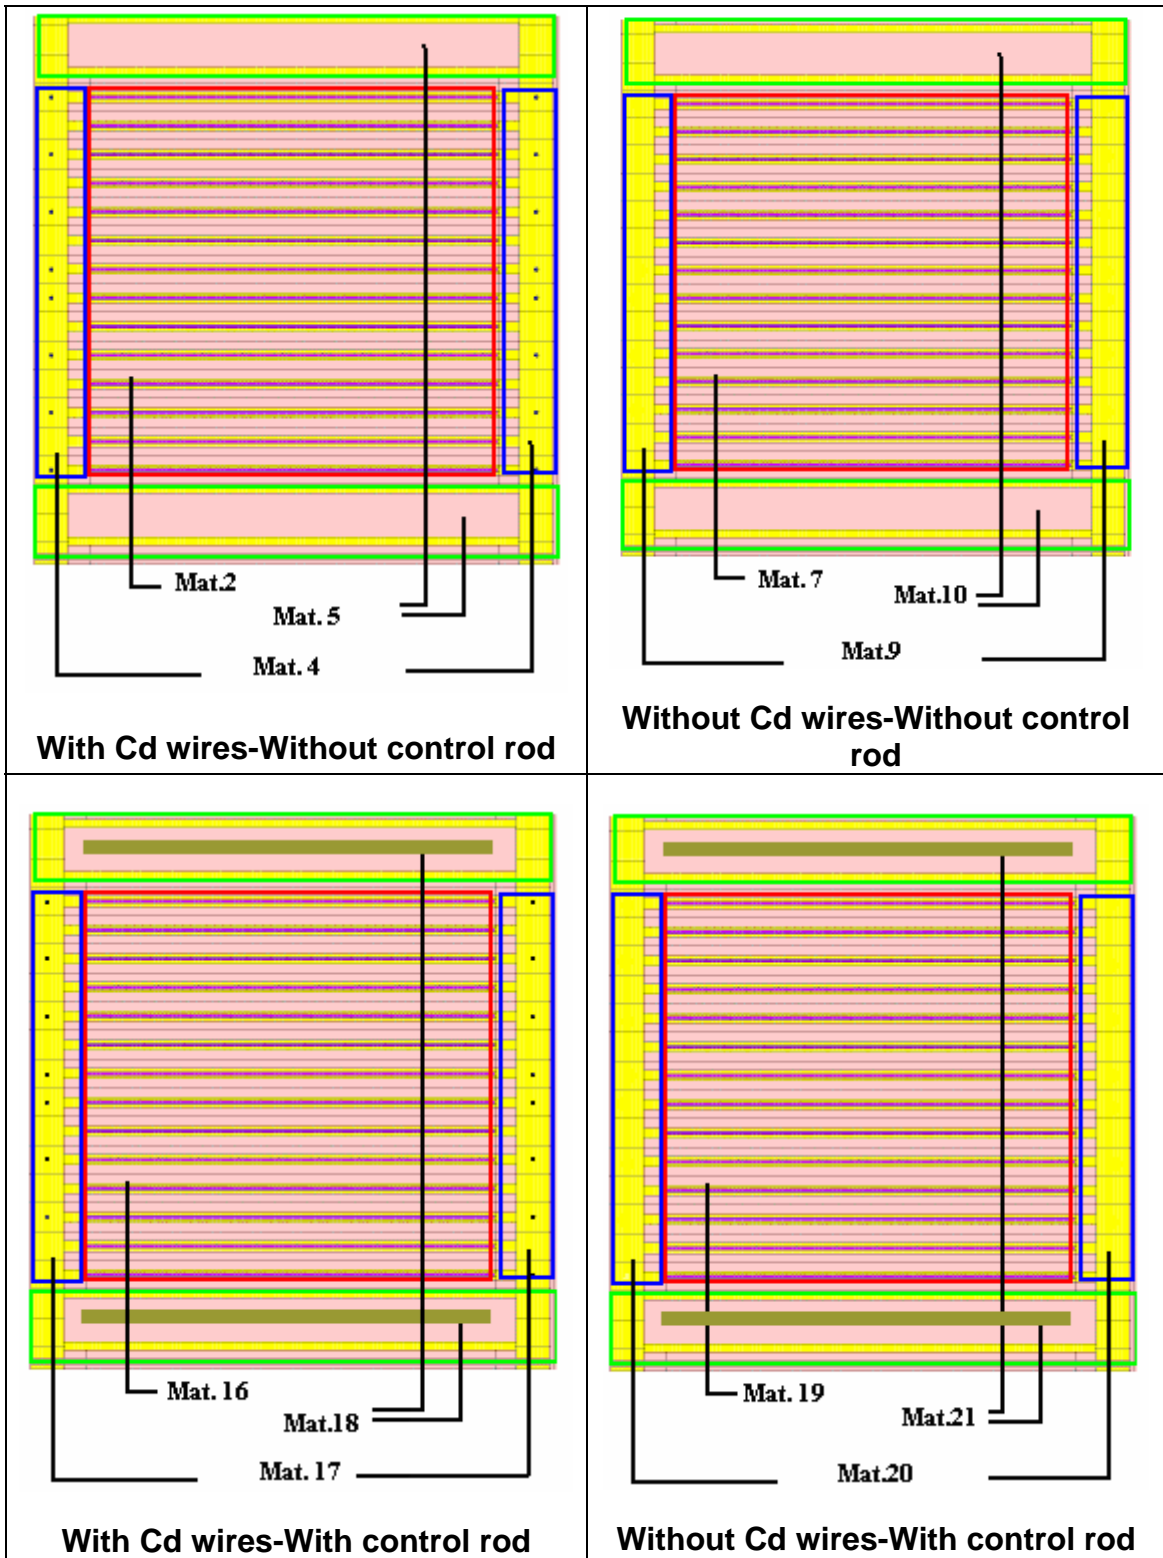 Mat.2
Mat. 5
Mat. 4
With Cd wires-Without control rod
Mat. 7
Mat.10
Mat.9
Without Cd wires-Without control
rod
Mat. 16
Mat.18
Mat. 17
With Cd wires-With control rod
Mat. 19
Mat.21
Mat.20
Without Cd wires-With control rod